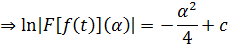 ⇒ ln|F[f(t)](α)| = −α²/4 + c